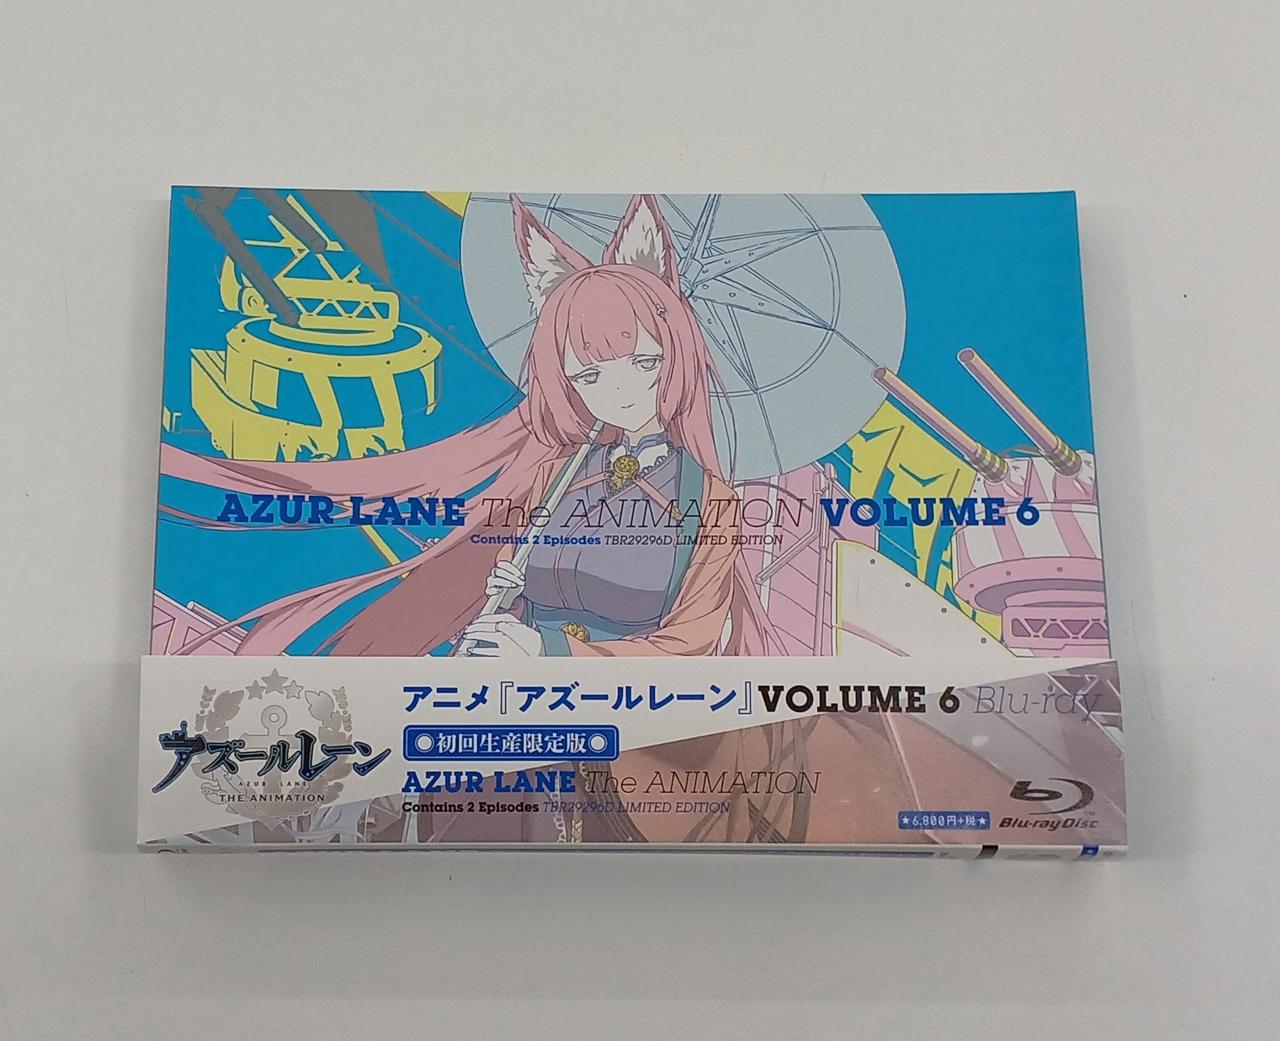 AZUR LANE The ANIMATION VOLUME 6
Contains 2 Episodes TBR29296D LIMITED EDITION
アニメ『アズールレーン』VOLUME 6 Blu-ray
初回生産限定版
アズールレーン
AZUR LANE
THE ANIMATION
AZUR LANE The ANIMATION
Contains 2 Episodes TBR29296D LIMITED EDITION
★6,800円+税★
Blu-ray Disc